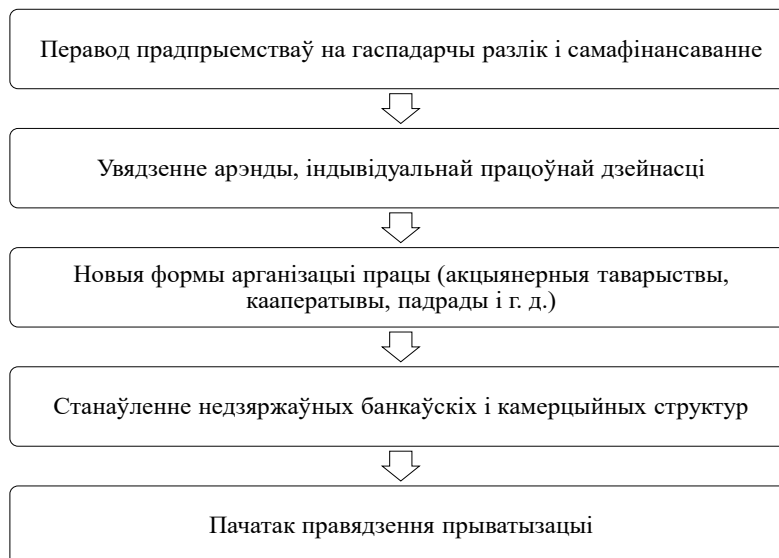 Перавод прадпрыемстваў на гаспадарчы разлік і самафінансаванне
Увядзенне арэнды, індывідуальнай працоўнай дзейнасці
Новыя формы арганізацыі працы (акцыянерныя таварыствы,
кааператывы, падрады і г. д.)
Станаўленне недзяржаўных банкаўскіх і камерцыйных структур
Пачатак правядзення прыватызацыі